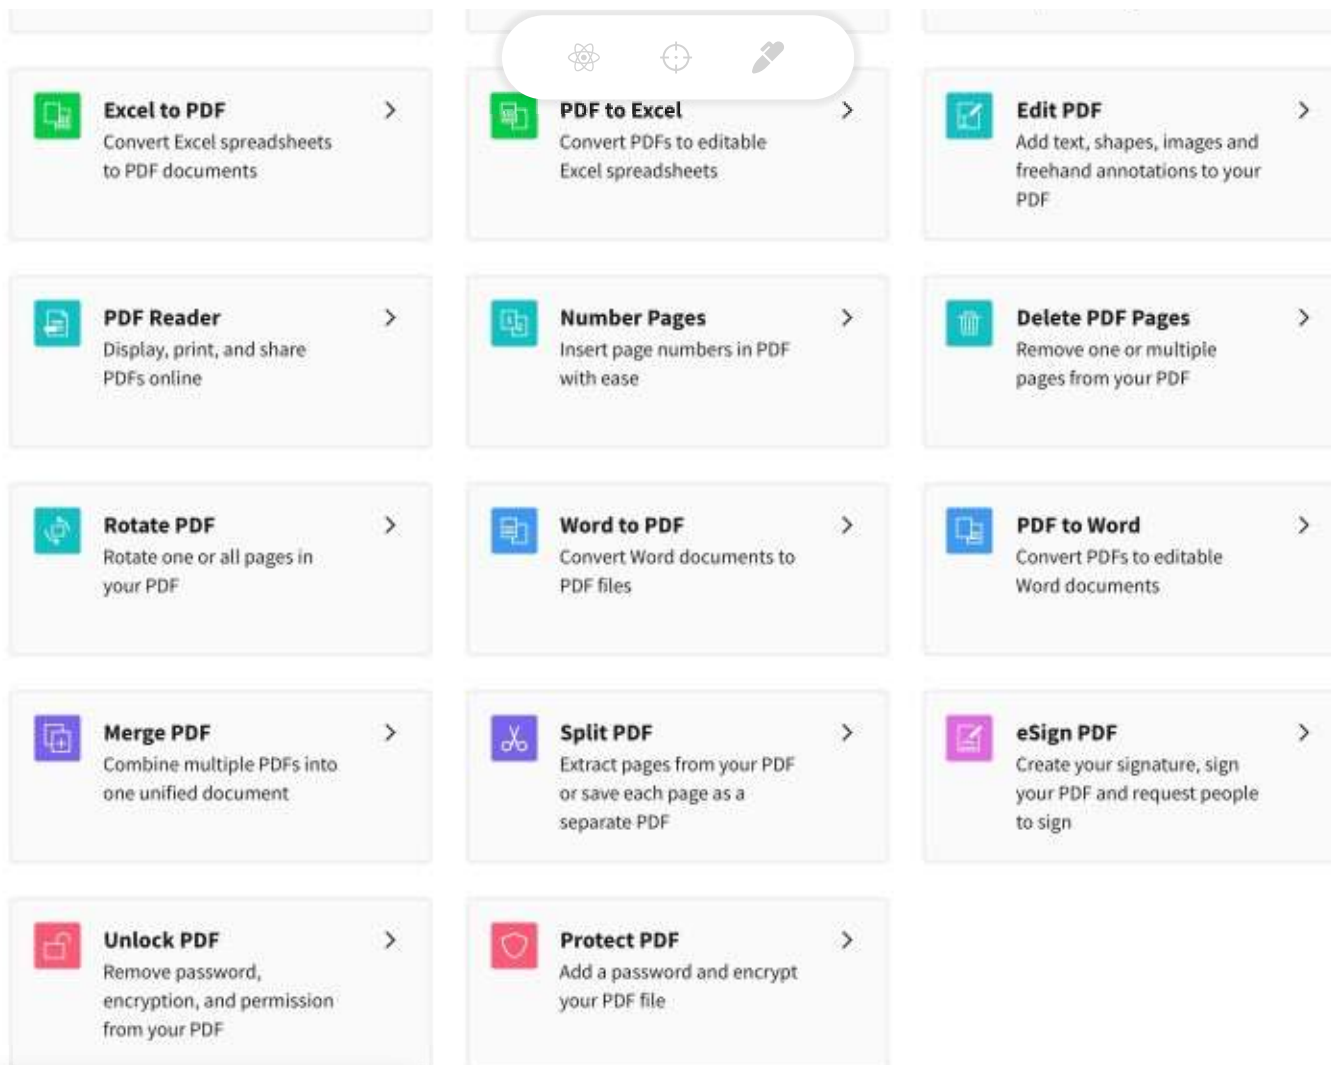 Excel to PDF
Convert Excel spreadsheets
to PDF documents
PDF to Excel
Convert PDFs to editable
Excel spreadsheets
Edit PDF
Add text, shapes, images and
freehand annotations to your
PDF
PDF Reader
Display, print, and share
PDFs online
Number Pages
Insert page numbers in PDF
with ease
Delete PDF Pages
Remove one or multiple
pages from your PDF
Rotate PDF
Rotate one or all pages in
your PDF
Word to PDF
Convert Word documents to
PDF files
PDF to Word
Convert PDFs to editable
Word documents
Merge PDF
Combine multiple PDFs into
one unified document
Split PDF
Extract pages from your PDF
or save each page as a
separate PDF
eSign PDF
Create your signature, sign
your PDF and request people
to sign
Unlock PDF
Remove password,
encryption, and permission
from your PDF
Protect PDF
Add a password and encrypt
your PDF file